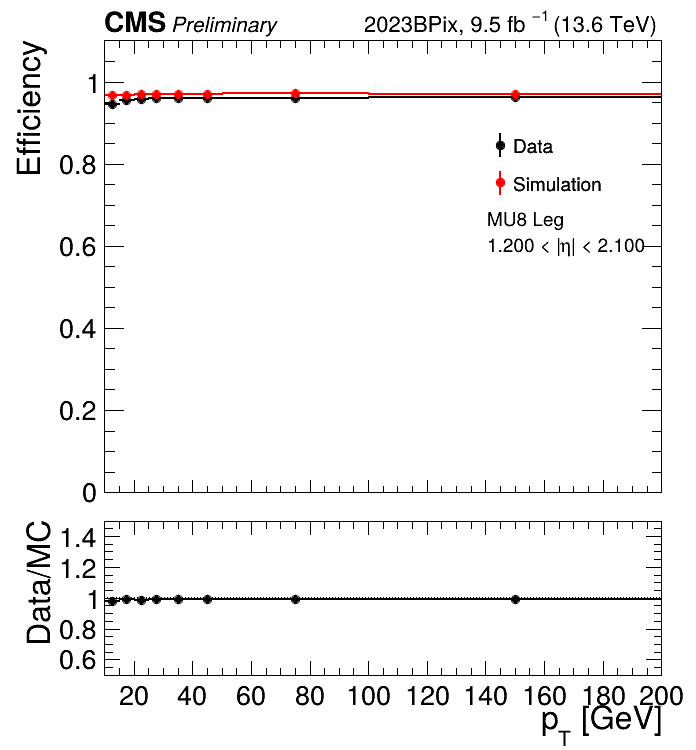 CMS Preliminary 2023BPix, 9.5 fb⁻¹ (13.6 TeV)
Efficiency
1
0.8
0.6
0.4
0.2
0
Data
Simulation
MU8 Leg
1.200 < |η| < 2.100
Data/MC
1.4
1.2
1
0.8
0.6
20 40 60 80 100 120 140 160 180 200
p_T [GeV]